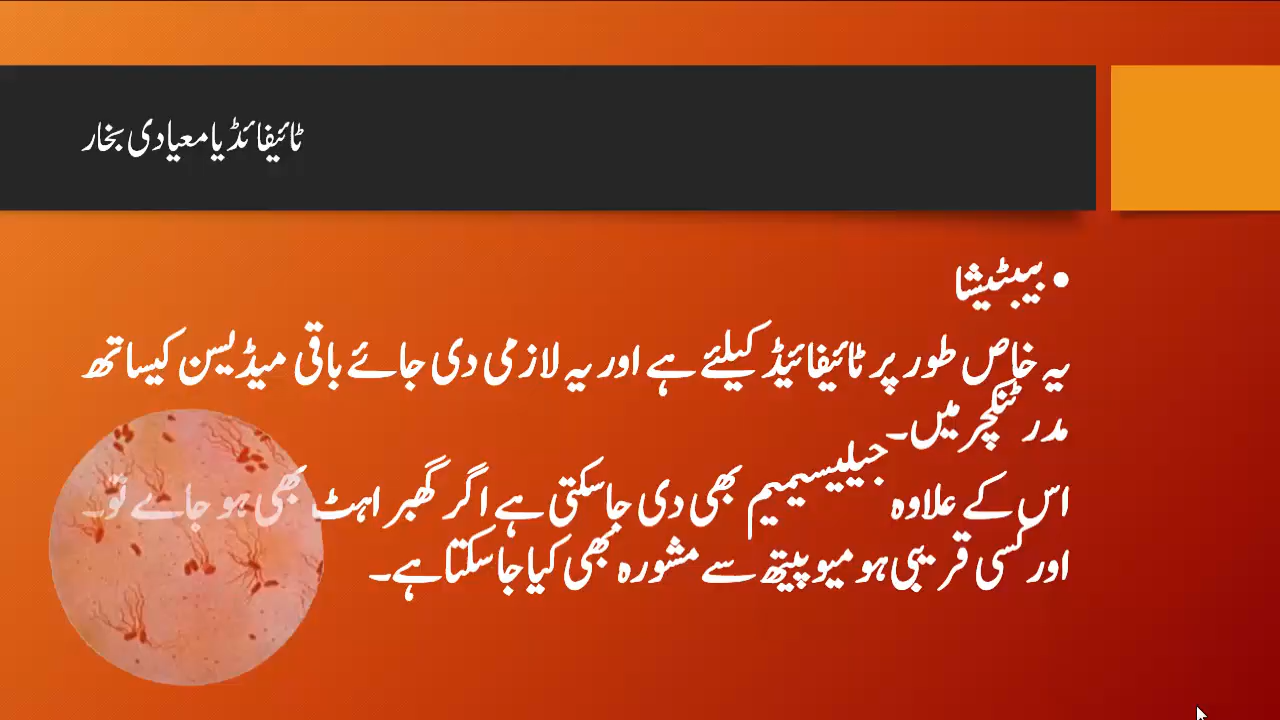 ٹائیفائڈ یا معیادی بخار
• بیبٹیشا
یہ خاص طور پر ٹائیفائیڈ کیلئے ہے اور یہ لازمی دی جائے باقی میڈیسن کیساتھ
مدر ٹنکچر میں۔
اس کے علاوہ جیلیسیمیم بھی دی جاسکتی ہے اگر گھبراہٹ بھی ہو جاے تو۔
اور کسی قریبی ہومیوپیتھ سے مشورہ بھی کیا جاسکتا ہے۔